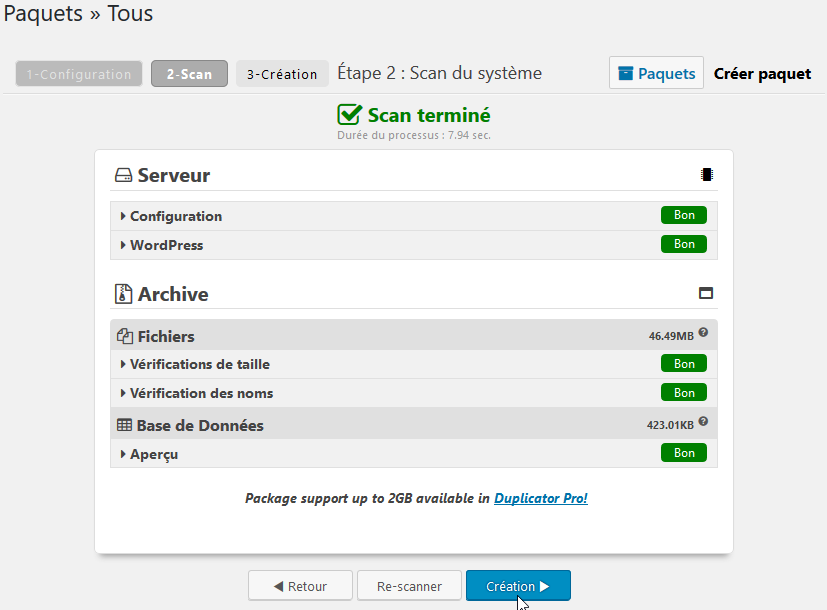 Paquets » Tous
1-Configuration 2-Scan 3-Création Étape 2 : Scan du système Paquets Créer paquet
Scan terminé
Durée du processus : 7.94 sec.
Serveur
Configuration Bon
WordPress Bon
Archive
Fichiers 46.49MB
Vérifications de taille Bon
Vérification des noms Bon
Base de Données 423.01KB
Aperçu Bon
Package support up to 2GB available in Duplicator Pro!
Retour Re-scanner Création